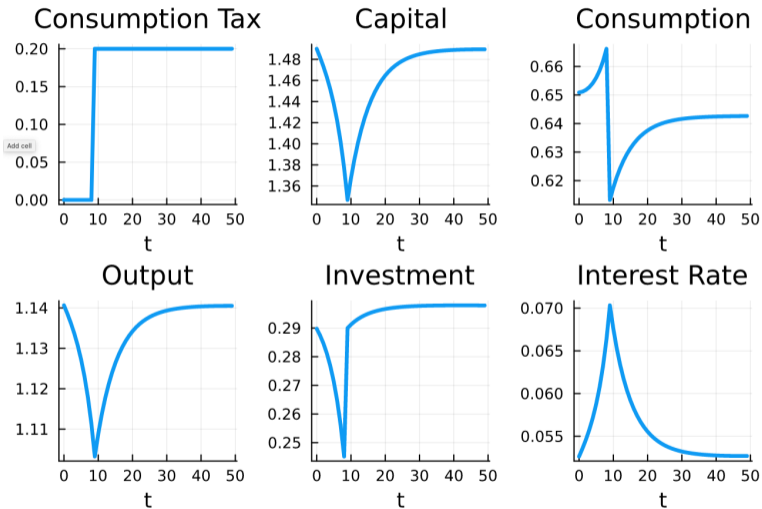 Consumption Tax
0.20
0.15
0.10
0.05
0.00
0 10 20 30 40 50
t
Add cell
Capital
1.48
1.46
1.44
1.42
1.40
1.38
1.36
0 10 20 30 40 50
t
Consumption
0.66
0.65
0.64
0.63
0.62
0 10 20 30 40 50
t
Output
1.14
1.13
1.12
1.11
0 10 20 30 40 50
t
Investment
0.29
0.28
0.27
0.26
0.25
0 10 20 30 40 50
t
Interest Rate
0.070
0.065
0.060
0.055
0 10 20 30 40 50
t